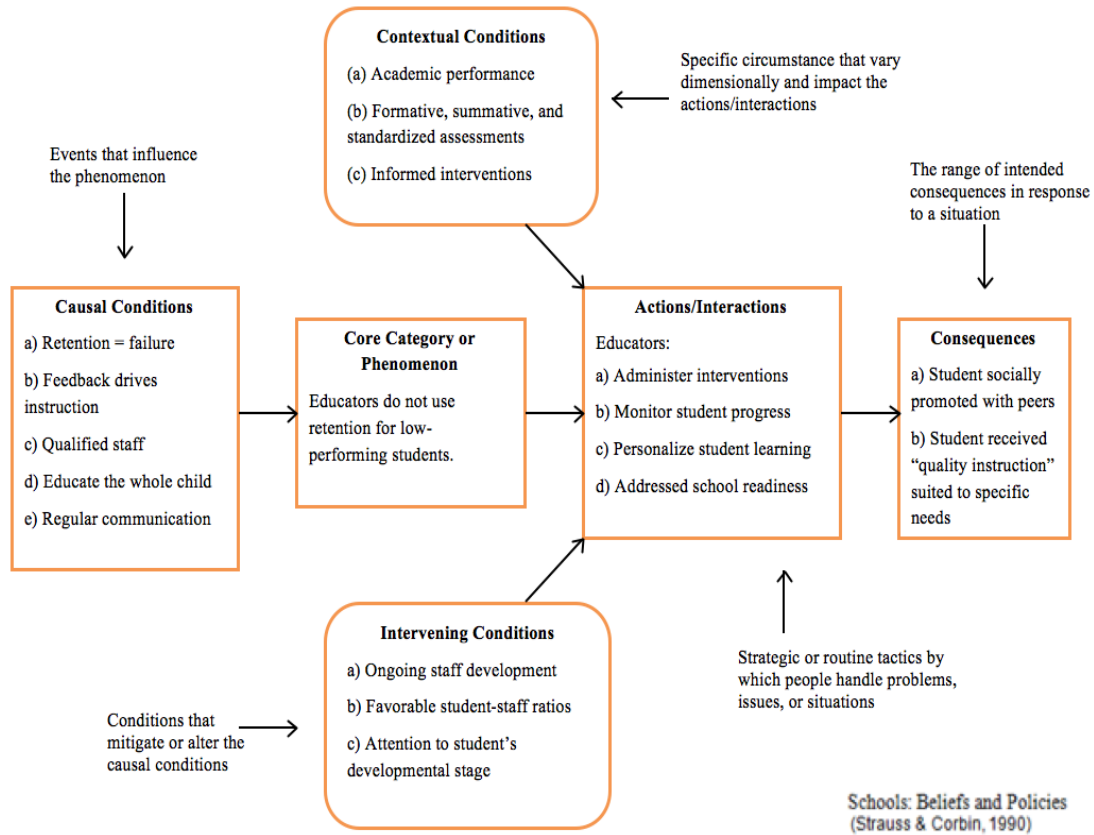 Contextual Conditions
(a) Academic performance
(b) Formative, summative, and
standardized assessments
(c) Informed interventions
Specific circumstance that vary
dimensionally and impact the
actions/interactions
Events that influence
the phenomenon
The range of intended
consequences in response
to a situation
Causal Conditions
a) Retention = failure
b) Feedback drives
instruction
c) Qualified staff
d) Educate the whole child
e) Regular communication
Core Category or
Phenomenon
Educators do not use
retention for low-
performing students.
Actions/Interactions
Educators:
a) Administer interventions
b) Monitor student progress
c) Personalize student learning
d) Addressed school readiness
Consequences
a) Student socially
promoted with peers
b) Student received
“quality instruction”
suited to specific
needs
Intervening Conditions
a) Ongoing staff development
b) Favorable student-staff ratios
c) Attention to student’s
developmental stage
Conditions that
mitigate or alter the
causal conditions
Strategic or routine tactics by
which people handle problems,
issues, or situations
Schools: Beliefs and Policies
(Strauss & Corbin, 1990)